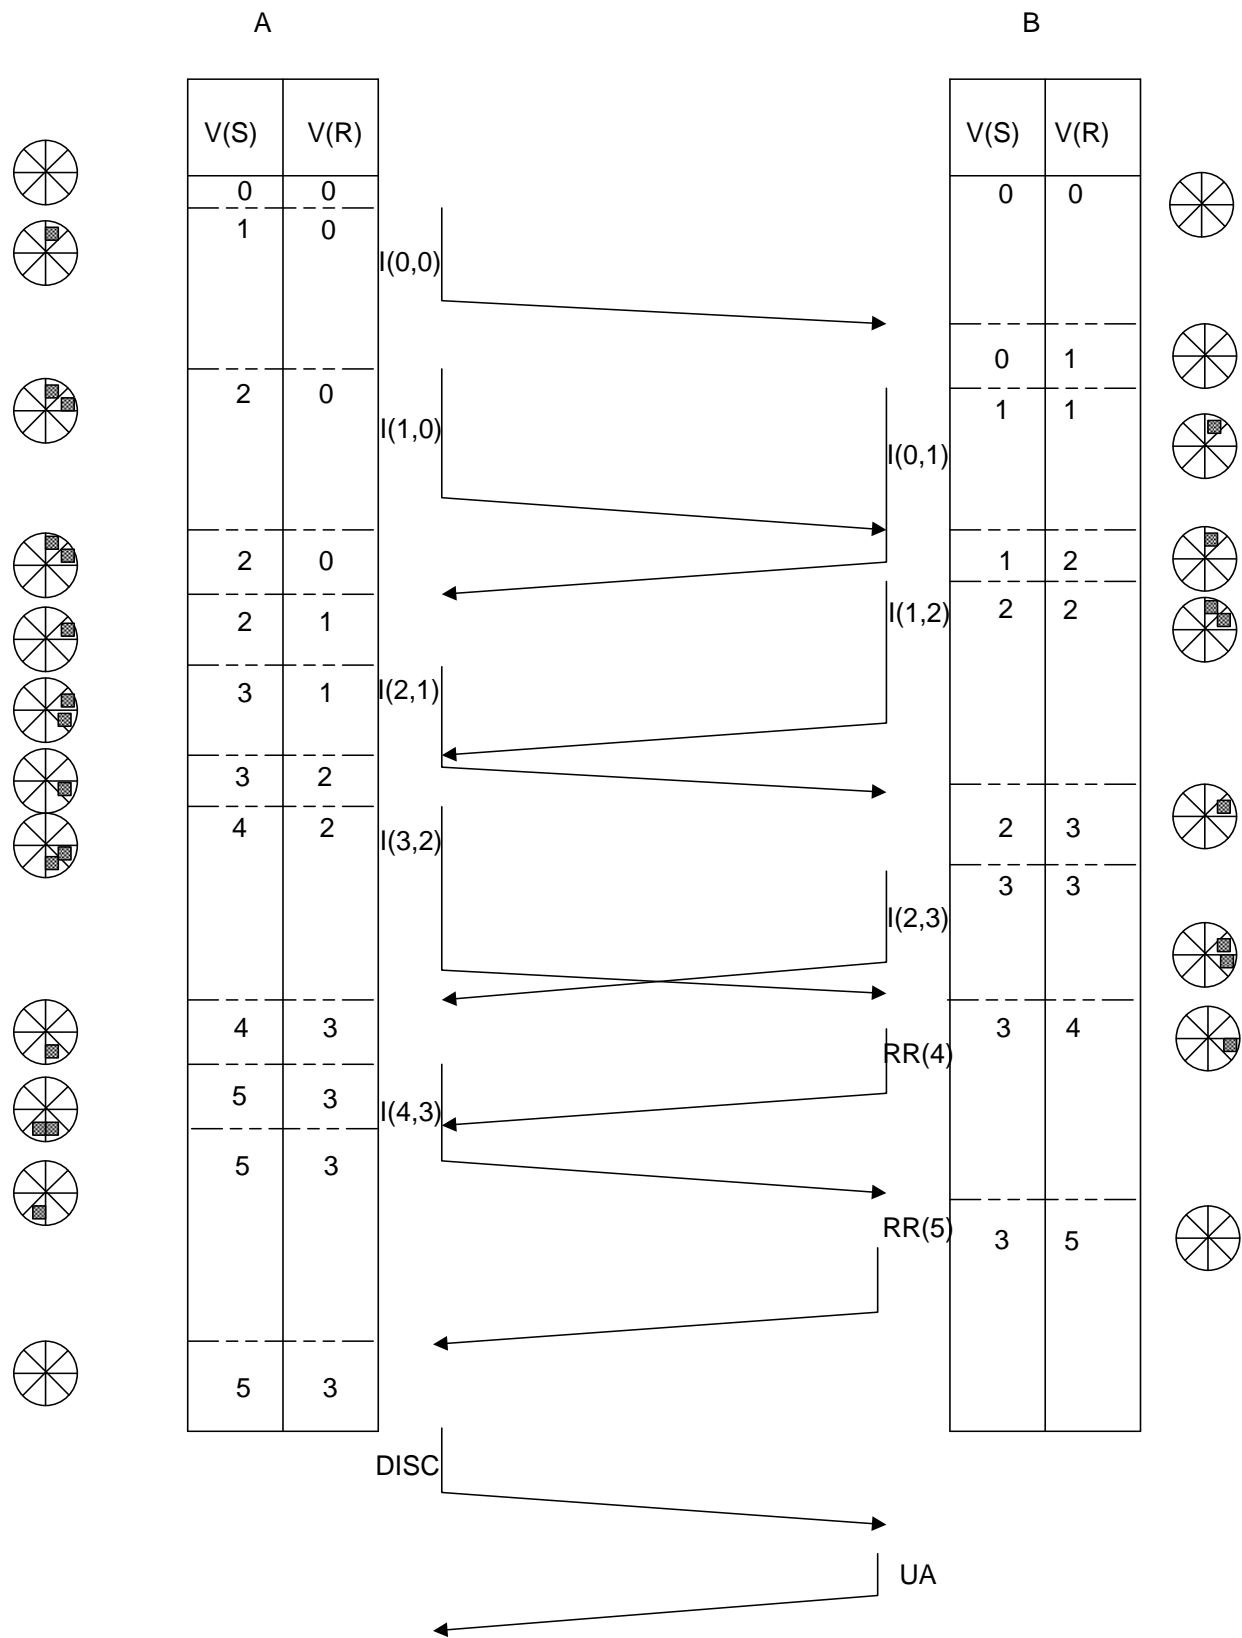 A B
V(S) V(R) V(S) V(R)
0 0 0 0
1 0
I(0,0)
0 1
2 0 1 1
I(1,0)
I(0,1)
2 0 1 2
2 1 I(1,2) 2 2
3 1 I(2,1)
3 2
4 2 I(3,2) 2 3
3 3
I(2,3)
4 3 3 4
RR(4)
5 3 I(4,3)
5 3
RR(5) 3 5
5 3
DISC
UA